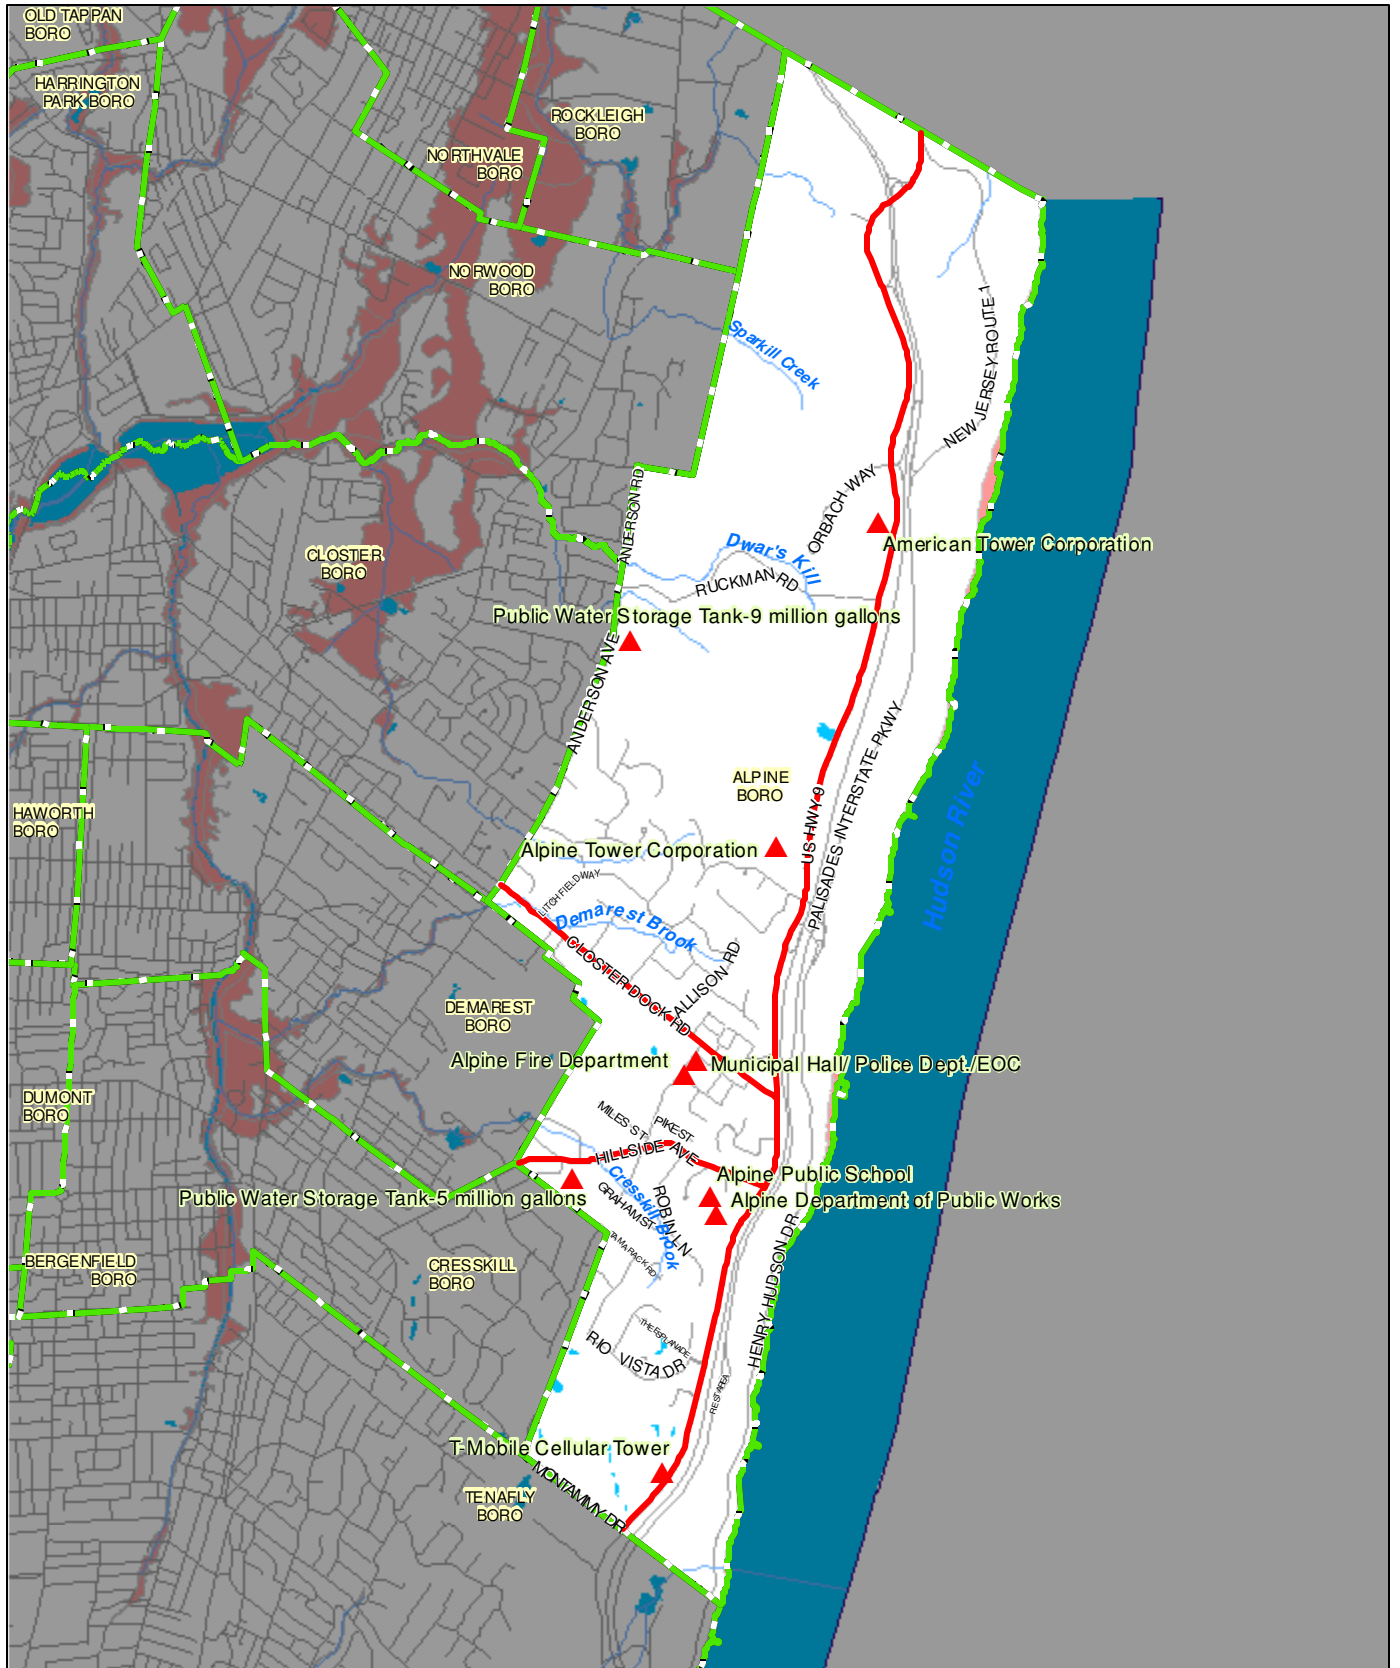 OLD TAPPAN
BORO
HARRINGTON
PARK BORO
ROCKLEIGH
BORO
NORTHVALE
BORO
NORWOOD
BORO
NEW JERSEY ROUTE 1
Sparkill Creek
ANDERSON RD
ORBACH WAY
American Tower Corporation
Dwar's Kill
CLOSTER
BORO
RUCKMAN RD
Public Water Storage Tank-9 million gallons
ANDERSON AVE
PALISADES INTERSTATE PKWY
ALPINE
BORO
US HWY 9
HAWORTH
BORO
Hudson River
Alpine Tower Corporation
LITCHFIELD WAY
Demarest Brook
CLOSTER DOCK RD
ALLISON RD
DEMAREST
BORO
Alpine Fire Department
Municipal Hall/ Police Dept./EOC
DUMONT
BORO
MILES ST
PIKE ST
HILLSIDE AVE
Alpine Public School
Public Water Storage Tank-5 million gallons
Alpine Department of Public Works
Cresskill Brook
GRAHAM ST
ROBIN LN
TAMARACK RD
HENRY HUDSON DR
BERGENFIELD
BORO
CRESSKILL
BORO
THE ESPLANADE
RIO VISTA DR
REST AREA
T-Mobile Cellular Tower
MONTAMMY DR
TENAFLY
BORO